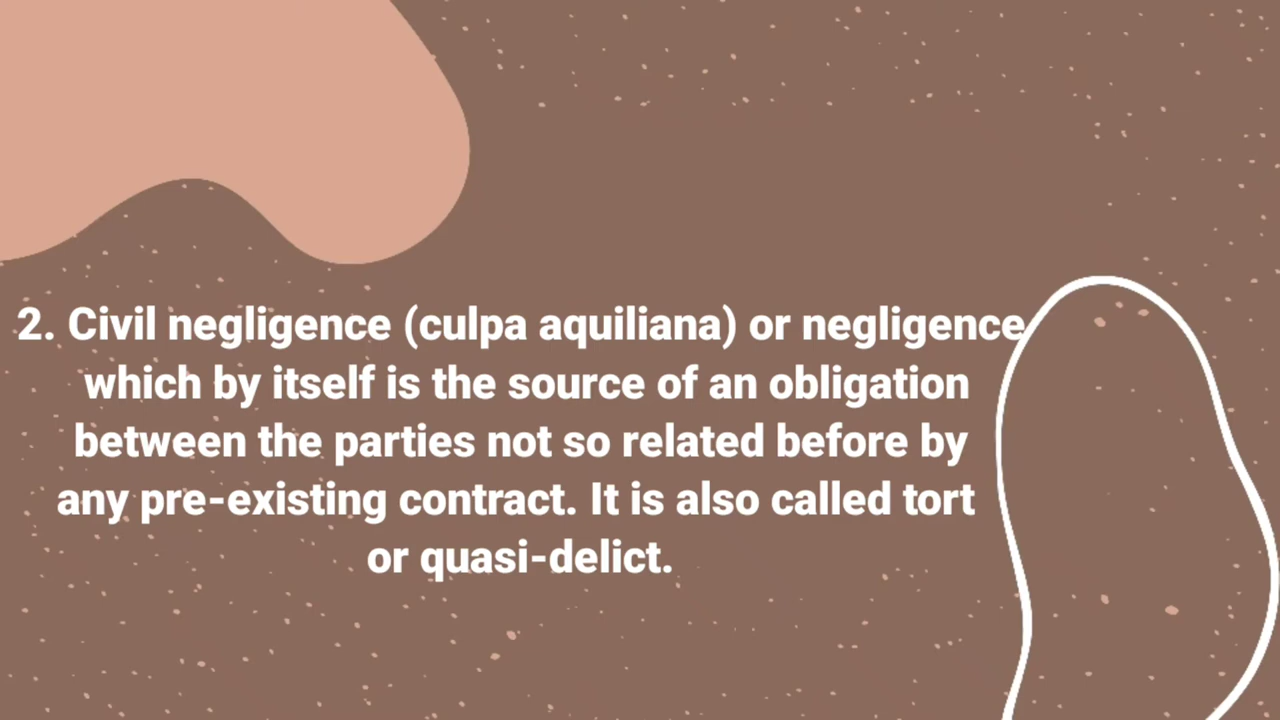 2. Civil negligence (culpa aquiliana) or negligence
which by itself is the source of an obligation
between the parties not so related before by
any pre-existing contract. It is also called tort
or quasi-delict.